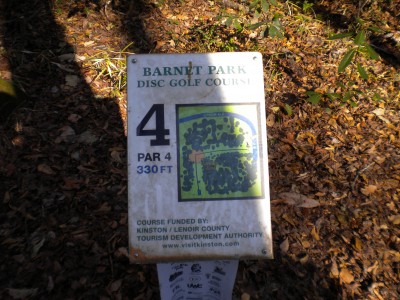 BARNET PARK
DISC GOLF COURSE
4
PAR 4
330 FT
COURSE FUNDED BY:
KINSTON / LENOIR COUNTY
TOURISM DEVELOPMENT AUTHORITY
www.visitkinston.com